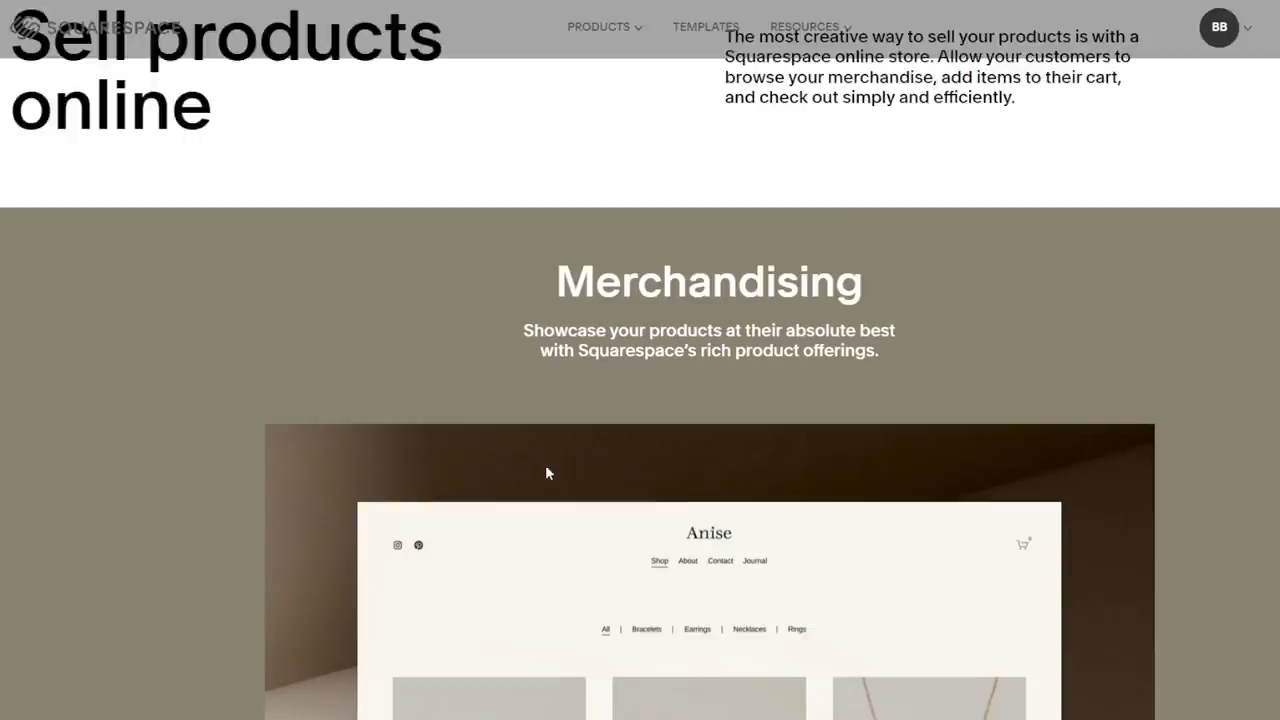 SQUARESPACE
PRODUCTS
TEMPLATES
RESOURCES
BB
Sell products
online
The most creative way to sell your products is with a
Squarespace online store. Allow your customers to
browse your merchandise, add items to their cart,
and check out simply and efficiently.
Merchandising
Showcase your products at their absolute best
with Squarespace’s rich product offerings.
Anise
Shop About Contact Journal
All | Bracelets | Earrings | Necklaces | Rings